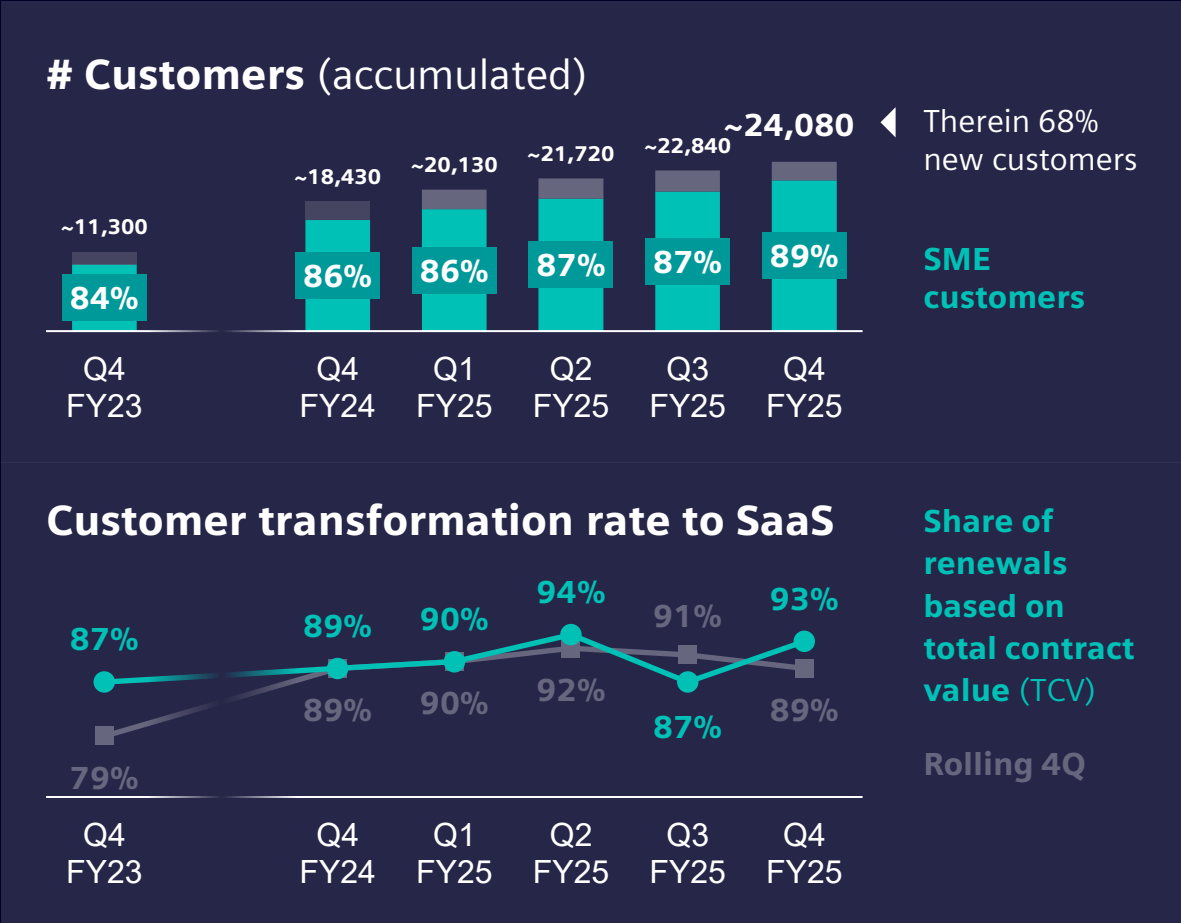 # Customers (accumulated)
~11,300
~18,430
~20,130
~21,720
~22,840
~24,080
Therein 68%
new customers
84%
86%
86%
87%
87%
89%
SME
customers
Q4
FY23
Q4
FY24
Q1
FY25
Q2
FY25
Q3
FY25
Q4
FY25
Customer transformation rate to SaaS
87%
89%
90%
94%
87%
93%
79%
89%
90%
92%
91%
89%
Share of
renewals
based on
total contract
value (TCV)
Rolling 4Q
Q4
FY23
Q4
FY24
Q1
FY25
Q2
FY25
Q3
FY25
Q4
FY25